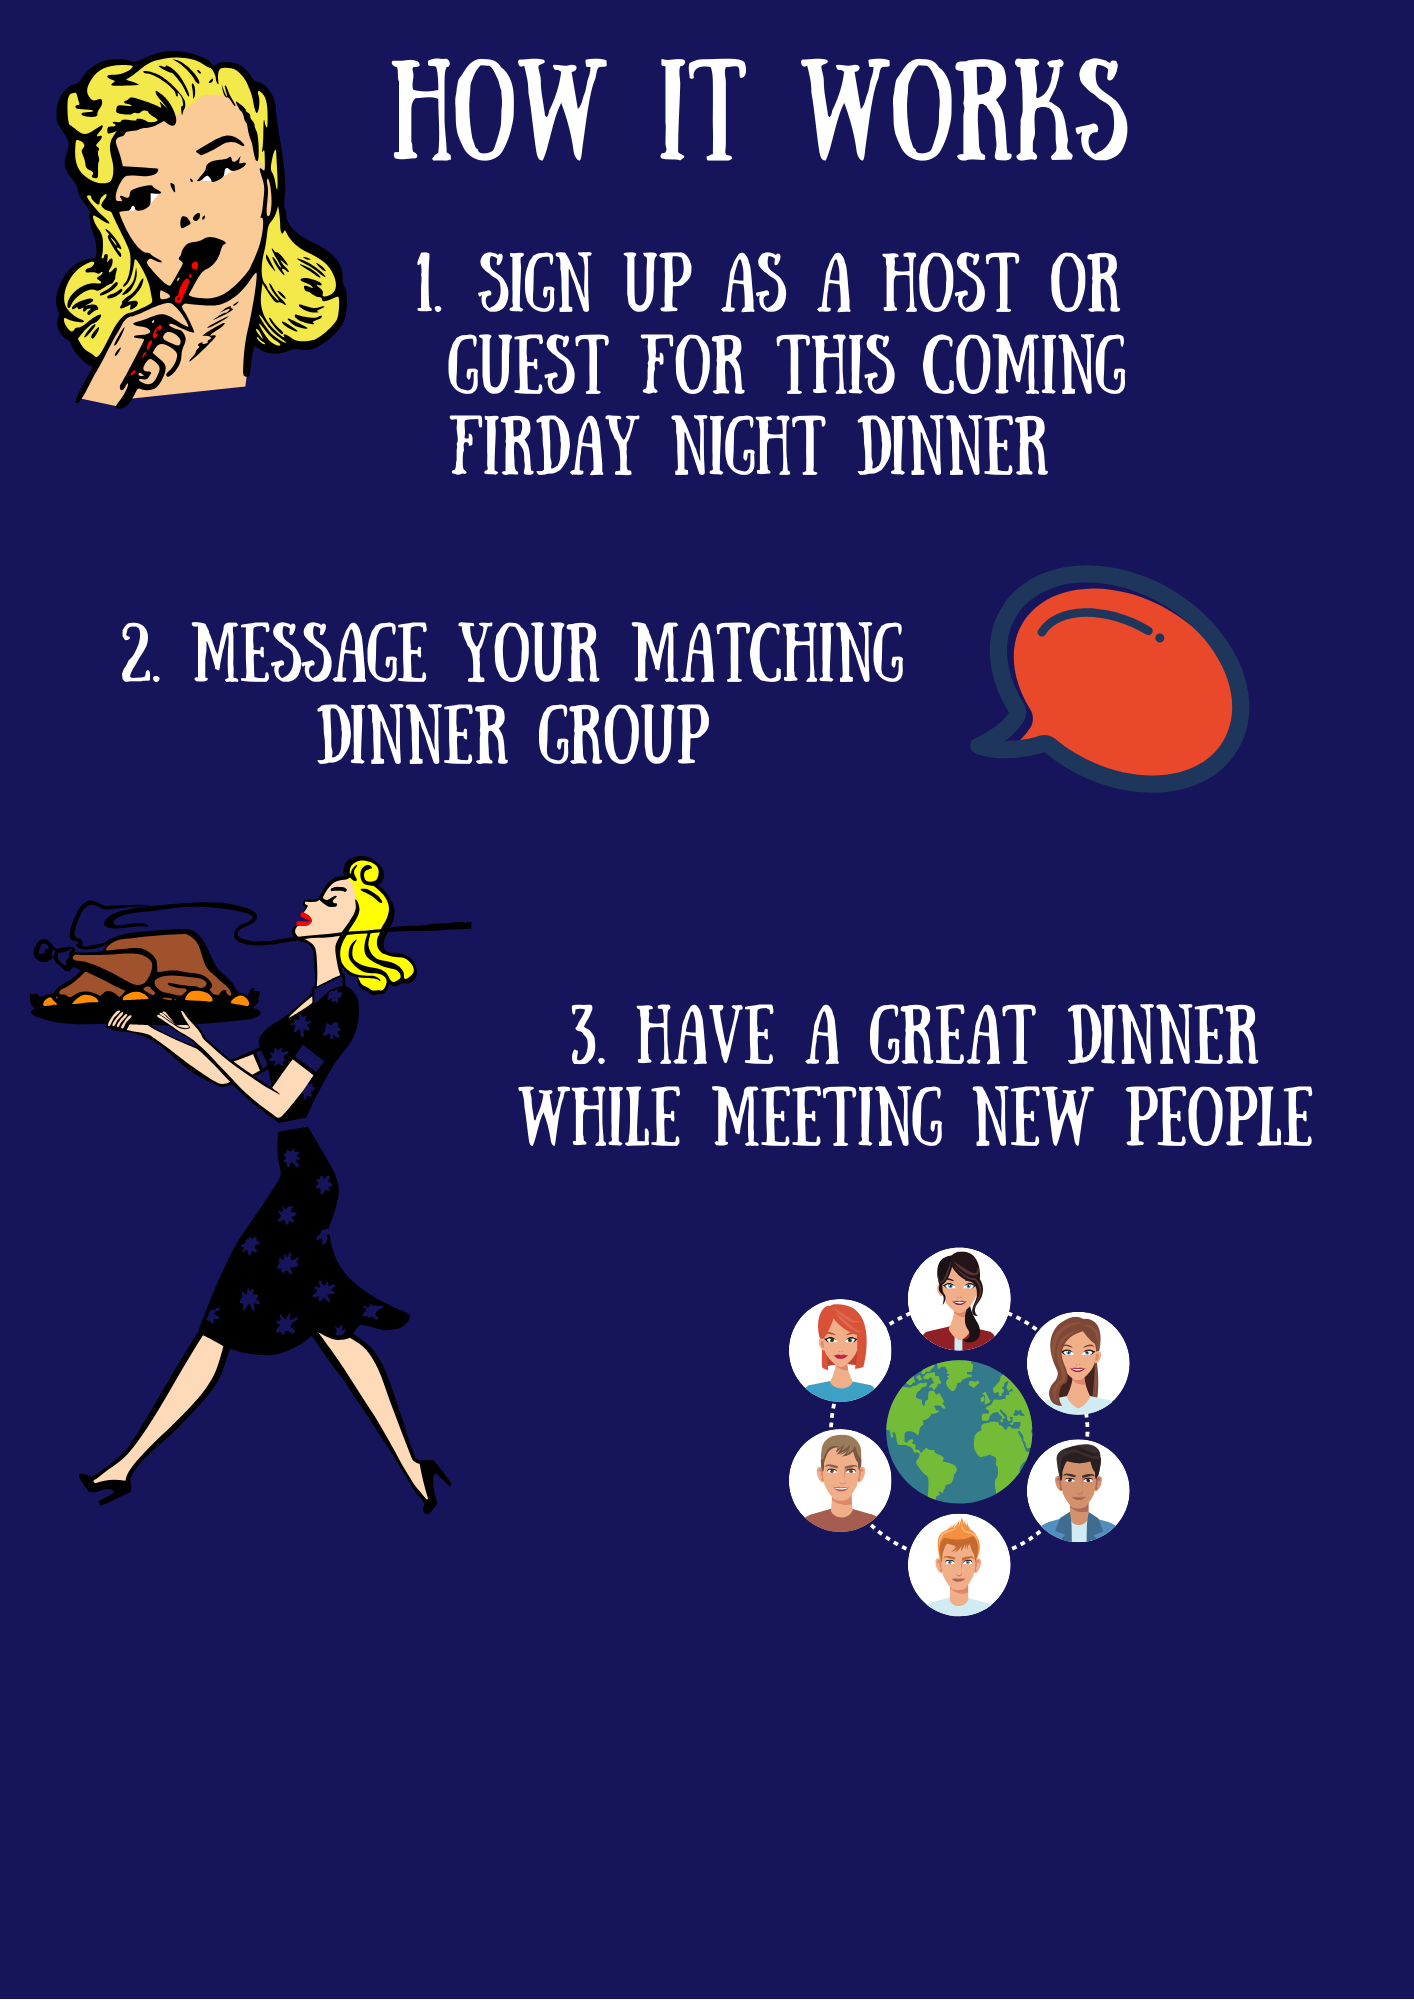 HOW IT WORKS
1. SIGN UP AS A HOST OR
GUEST FOR THIS COMING
FIRDAY NIGHT DINNER
2. MESSAGE YOUR MATCHING
DINNER GROUP
3. HAVE A GREAT DINNER
WHILE MEETING NEW PEOPLE